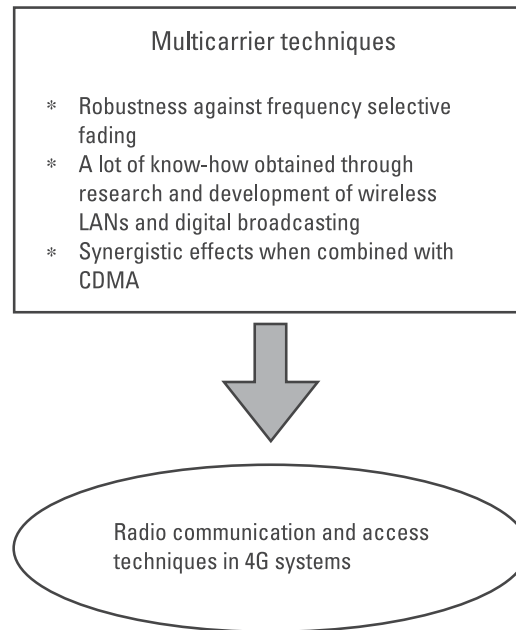 Multicarrier techniques
* Robustness against frequency selective
fading
* A lot of know-how obtained through
research and development of wireless
LANs and digital broadcasting
* Synergistic effects when combined with
CDMA
Radio communication and access
techniques in 4G systems